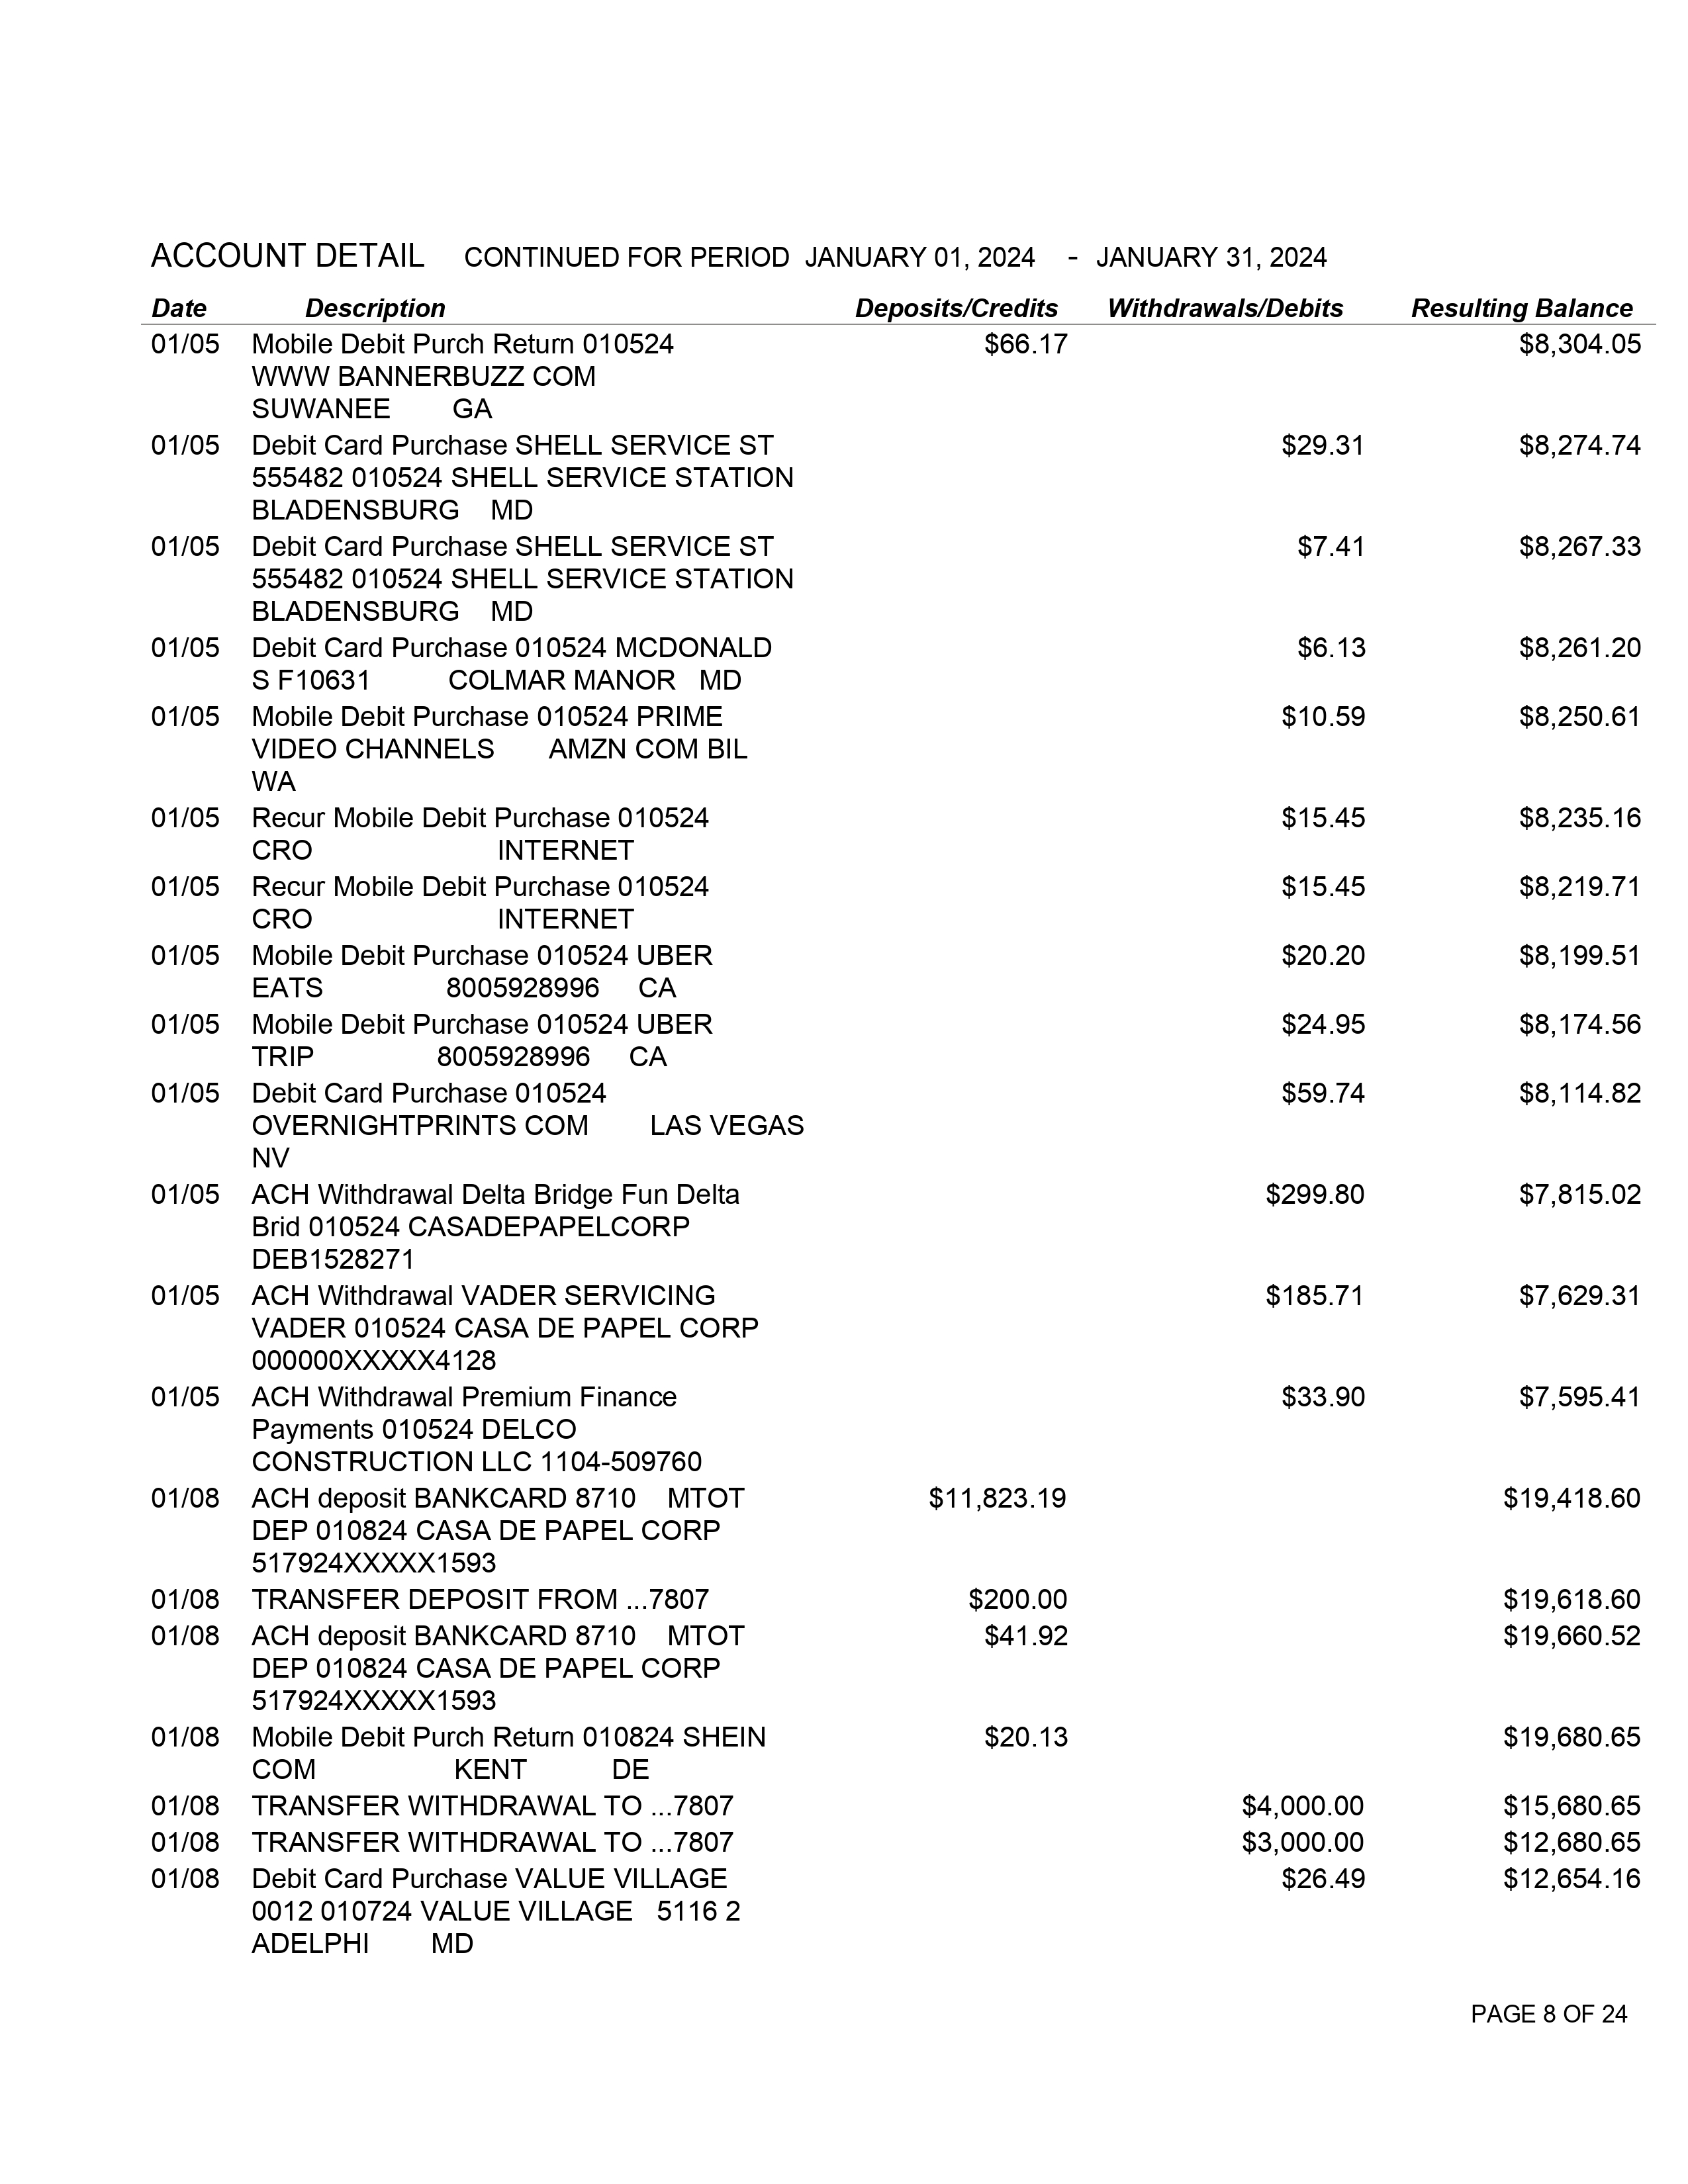 ACCOUNT DETAIL CONTINUED FOR PERIOD JANUARY 01, 2024 - JANUARY 31, 2024
Date Description Deposits/Credits Withdrawals/Debits Resulting Balance
01/05 Mobile Debit Purch Return 010524 $66.17 $8,304.05
WWW BANNERBUZZ COM
SUWANEE GA
01/05 Debit Card Purchase SHELL SERVICE ST $29.31 $8,274.74
555482 010524 SHELL SERVICE STATION
BLADENSBURG MD
01/05 Debit Card Purchase SHELL SERVICE ST $7.41 $8,267.33
555482 010524 SHELL SERVICE STATION
BLADENSBURG MD
01/05 Debit Card Purchase 010524 MCDONALD $6.13 $8,261.20
S F10631 COLMAR MANOR MD
01/05 Mobile Debit Purchase 010524 PRIME $10.59 $8,250.61
VIDEO CHANNELS AMZN COM BIL
WA
01/05 Recur Mobile Debit Purchase 010524 $15.45 $8,235.16
CRO INTERNET
01/05 Recur Mobile Debit Purchase 010524 $15.45 $8,219.71
CRO INTERNET
01/05 Mobile Debit Purchase 010524 UBER $20.20 $8,199.51
EATS 8005928996 CA
01/05 Mobile Debit Purchase 010524 UBER $24.95 $8,174.56
TRIP 8005928996 CA
01/05 Debit Card Purchase 010524 $59.74 $8,114.82
OVERNIGHTPRINTS COM LAS VEGAS
NV
01/05 ACH Withdrawal Delta Bridge Fun Delta $299.80 $7,815.02
Brid 010524 CASADEPAPELCORP
DEB1528271
01/05 ACH Withdrawal VADER SERVICING $185.71 $7,629.31
VADER 010524 CASA DE PAPEL CORP
000000XXXXX4128
01/05 ACH Withdrawal Premium Finance $33.90 $7,595.41
Payments 010524 DELCO
CONSTRUCTION LLC 1104-509760
01/08 ACH deposit BANKCARD 8710 MTOT $11,823.19 $19,418.60
DEP 010824 CASA DE PAPEL CORP
517924XXXXX1593
01/08 TRANSFER DEPOSIT FROM ...7807 $200.00 $19,618.60
01/08 ACH deposit BANKCARD 8710 MTOT $41.92 $19,660.52
DEP 010824 CASA DE PAPEL CORP
517924XXXXX1593
01/08 Mobile Debit Purch Return 010824 SHEIN $20.13 $19,680.65
COM KENT DE
01/08 TRANSFER WITHDRAWAL TO ...7807 $4,000.00 $15,680.65
01/08 TRANSFER WITHDRAWAL TO ...7807 $3,000.00 $12,680.65
01/08 Debit Card Purchase VALUE VILLAGE $26.49 $12,654.16
0012 010724 VALUE VILLAGE 5116 2
ADELPHI MD
PAGE 8 OF 24